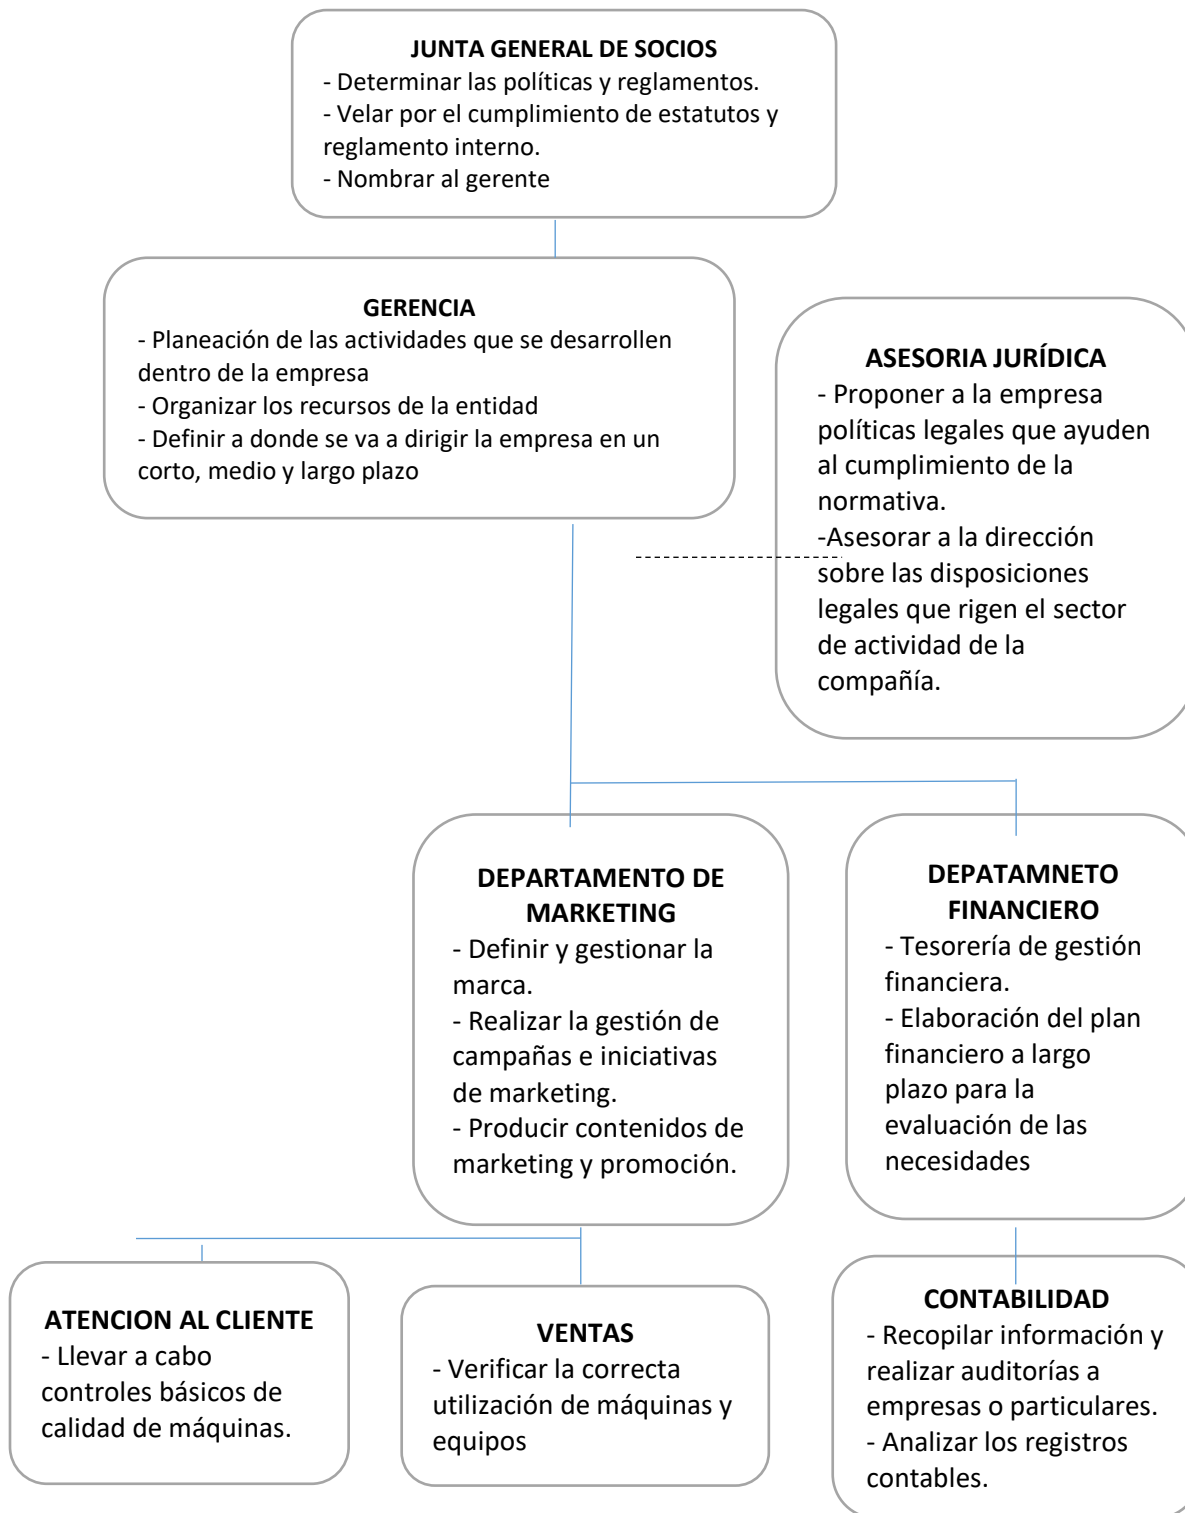 JUNTA GENERAL DE SOCIOS
- Determinar las políticas y reglamentos.
- Velar por el cumplimiento de estatutos y
reglamento interno.
- Nombrar al gerente
GERENCIA
- Planeación de las actividades que se desarrollen
dentro de la empresa
- Organizar los recursos de la entidad
- Definir a donde se va a dirigir la empresa en un
corto, medio y largo plazo
ASESORIA JURÍDICA
- Proponer a la empresa
políticas legales que ayuden
al cumplimiento de la
normativa.
-Asesorar a la dirección
sobre las disposiciones
legales que rigen el sector
de actividad de la
compañía.
DEPARTAMENTO DE
MARKETING
- Definir y gestionar la
marca.
- Realizar la gestión de
campañas e iniciativas
de marketing.
- Producir contenidos de
marketing y promoción.
DEPATAMNETO
FINANCIERO
- Tesorería de gestión
financiera.
- Elaboración del plan
financiero a largo
plazo para la
evaluación de las
necesidades
ATENCION AL CLIENTE
- Llevar a cabo
controles básicos de
calidad de máquinas.
VENTAS
- Verificar la correcta
utilización de máquinas y
equipos
CONTABILIDAD
- Recopilar información y
realizar auditorías a
empresas o particulares.
- Analizar los registros
contables.